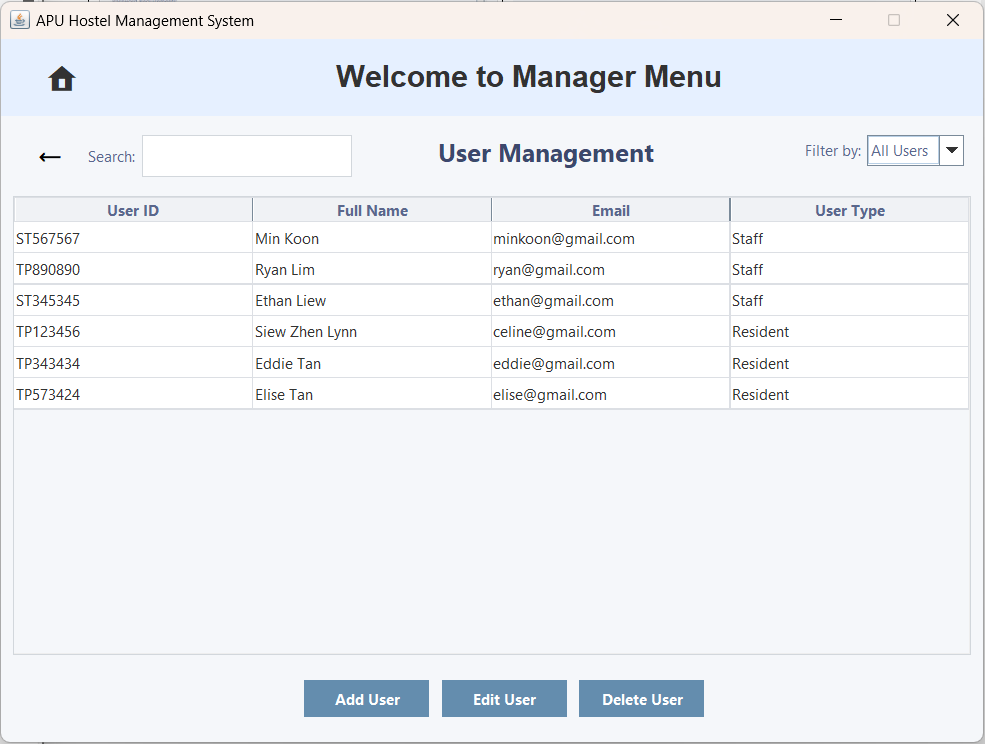 APU Hostel Management System
Welcome to Manager Menu
Search:
User Management
Filter by: All Users
User ID Full Name Email User Type
ST567567 Min Koon minkoon@gmail.com Staff
TP890890 Ryan Lim ryan@gmail.com Staff
ST345345 Ethan Liew ethan@gmail.com Staff
TP123456 Siew Zhen Lynn celine@gmail.com Resident
TP343434 Eddie Tan eddie@gmail.com Resident
TP573424 Elise Tan elise@gmail.com Resident
Add User Edit User Delete User